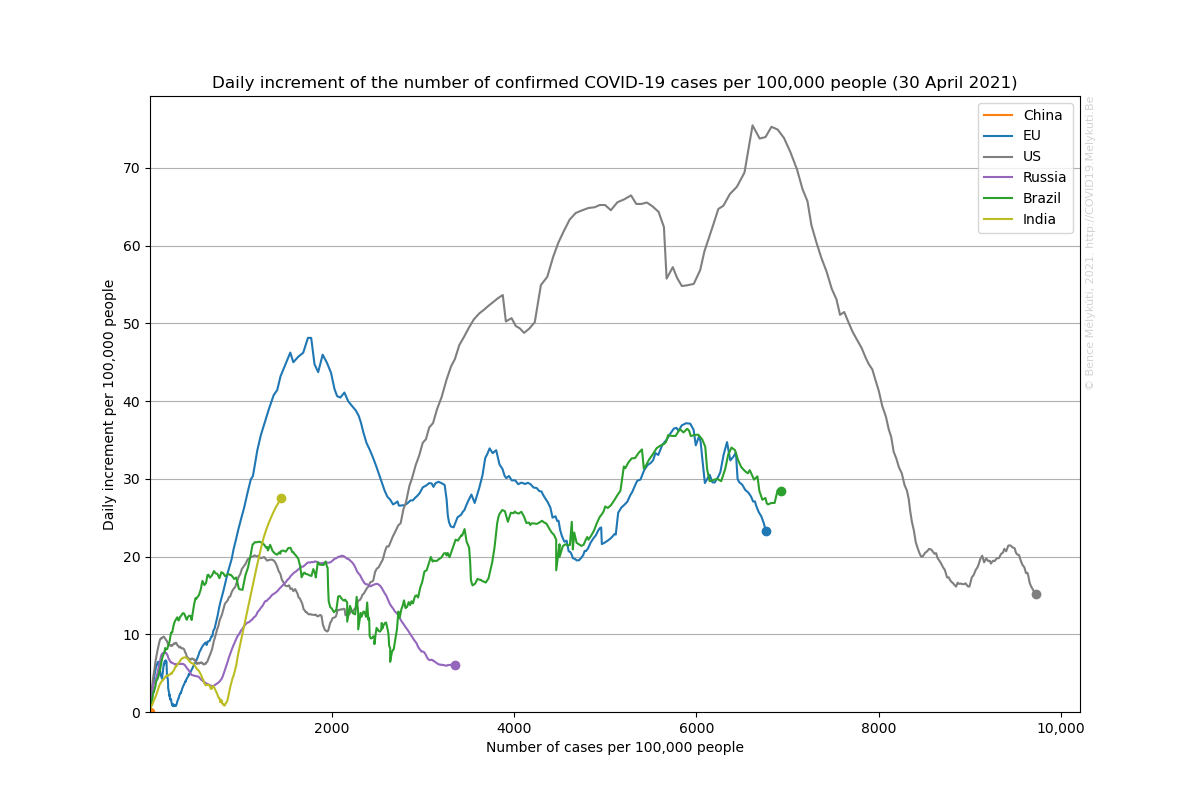 Daily increment of the number of confirmed COVID-19 cases per 100,000 people (30 April 2021)
China
EU
US
Russia
Brazil
India
70
60
50
40
30
20
10
0
2000
4000
6000
8000
10,000
Number of cases per 100,000 people
Daily increment per 100,000 people
© Bence Mélykúti, 2021 http://COVID19.Melykuti.Be